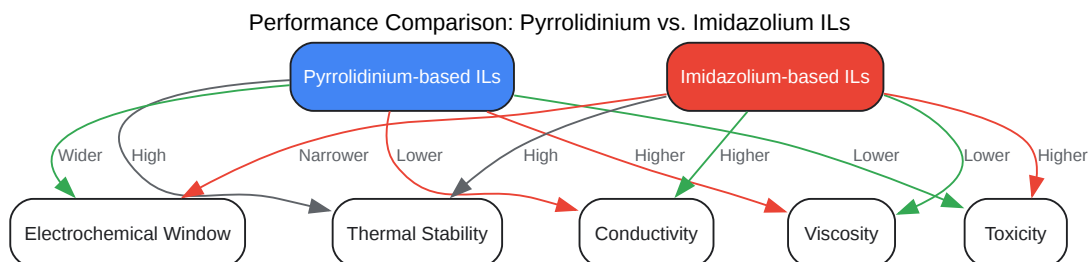 Performance Comparison: Pyrrolidinium vs. Imidazolium ILs
Pyrrolidinium-based ILs
Imidazolium-based ILs
Wider
High
Narrower
Lower
High
Higher
Higher
Lower
Lower
Higher
Electrochemical Window
Thermal Stability
Conductivity
Viscosity
Toxicity